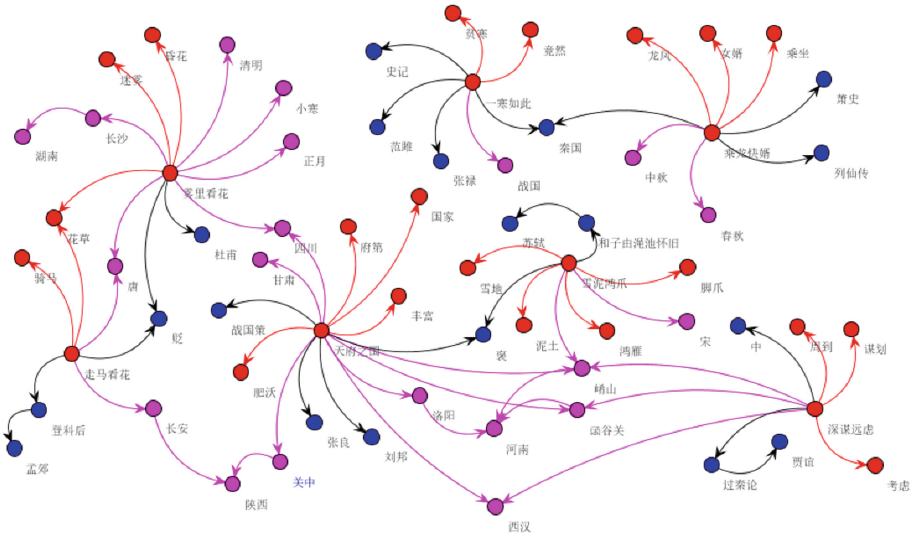 贫寒
竟然
昏花
清明
龙凤
女婿
乘坐
迷雾
史记
小寒
萧史
一寒如此
长沙
湖南
正月
范雎
秦国
乘龙快婿
列仙传
张禄
战国
中秋
雾里看花
国家
春秋
花草
杜甫
四川
府第
苏轼
和子由渑池怀旧
骑马
唐
甘肃
雪地
雪泥鸿爪
脚爪
丰富
战国策
贬
天府之国
褒
泥土
鸿雁
宋
中
周到
谋划
走马看花
肥沃
崤山
登科后
长安
洛阳
函谷关
深谋远虑
张良
刘邦
河南
孟郊
关中
贾谊
过秦论
考虑
陕西
西汉